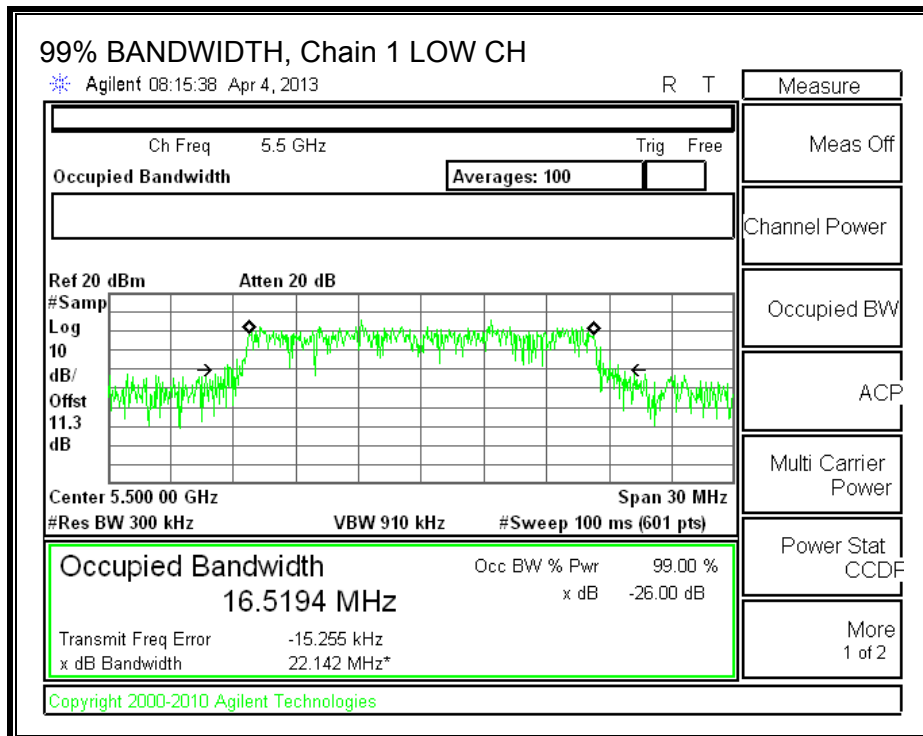 99% BANDWIDTH, Chain 1 LOW CH
Agilent 08:15:38 Apr 4, 2013 R T
Measure
Ch Freq 5.5 GHz Trig Free
Meas Off
Occupied Bandwidth Averages: 100
Channel Power
Ref 20 dBm Atten 20 dB
#Samp
Log
10
dB/
Offst
11.3
dB
Occupied BW
ACP
Center 5.500 00 GHz Span 30 MHz
#Res BW 300 kHz VBW 910 kHz #Sweep 100 ms (601 pts)
Multi Carrier
Power
Occupied Bandwidth Occ BW % Pwr 99.00 %
16.5194 MHz x dB -26.00 dB
Power Stat
CCDF
Transmit Freq Error -15.255 kHz
x dB Bandwidth 22.142 MHz*
More
1 of 2
Copyright 2000-2010 Agilent Technologies